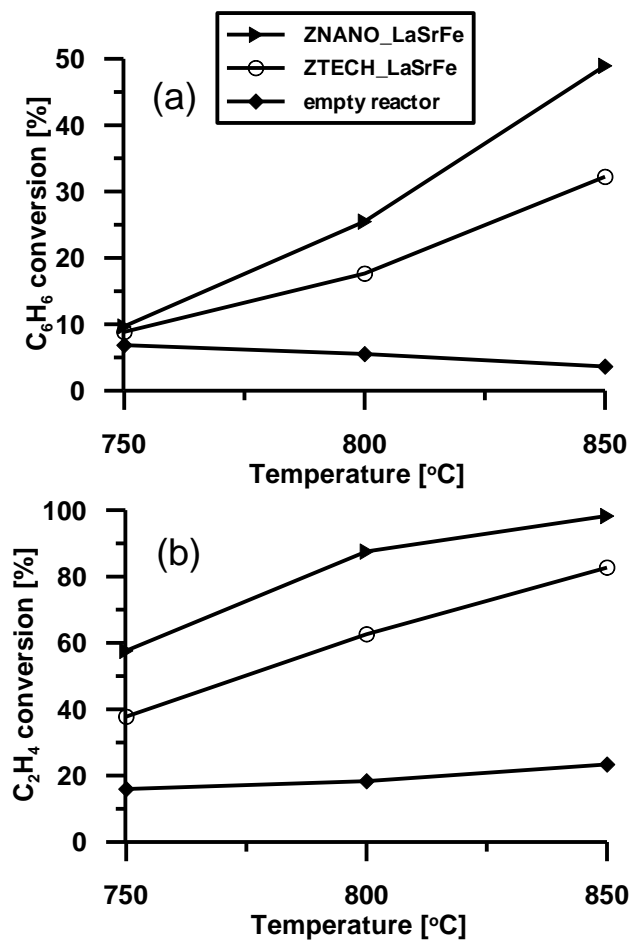 ZNANO_LaSrFe
ZTECH_LaSrFe
empty reactor
(a)
C₆H₆ conversion [%]
50
40
30
20
10
0
750
800
850
Temperature [ºC]
(b)
C₂H₄ conversion [%]
100
80
60
40
20
0
750
800
850
Temperature [ºC]